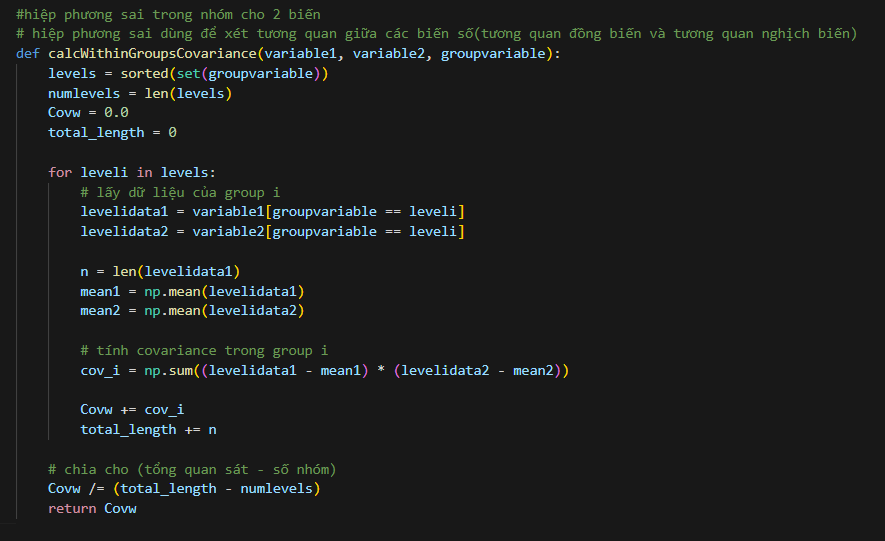 #hiệp phương sai trong nhóm cho 2 biến
# hiệp phương sai dùng để xét tương quan giữa các biến số(tương quan đồng biến và tương quan nghịch biến)
def calcWithinGroupsCovariance(variable1, variable2, groupvariable):
    levels = sorted(set(groupvariable))
    numlevels = len(levels)
    Covw = 0.0
    total_length = 0

    for leveli in levels:
        # lấy dữ liệu của group i
        levelidata1 = variable1[groupvariable == leveli]
        levelidata2 = variable2[groupvariable == leveli]

        n = len(levelidata1)
        mean1 = np.mean(levelidata1)
        mean2 = np.mean(levelidata2)

        # tính covariance trong group i
        cov_i = np.sum((levelidata1 - mean1) * (levelidata2 - mean2))

        Covw += cov_i
        total_length += n

    # chia cho (tổng quan sát - số nhóm)
    Covw /= (total_length - numlevels)
    return Covw